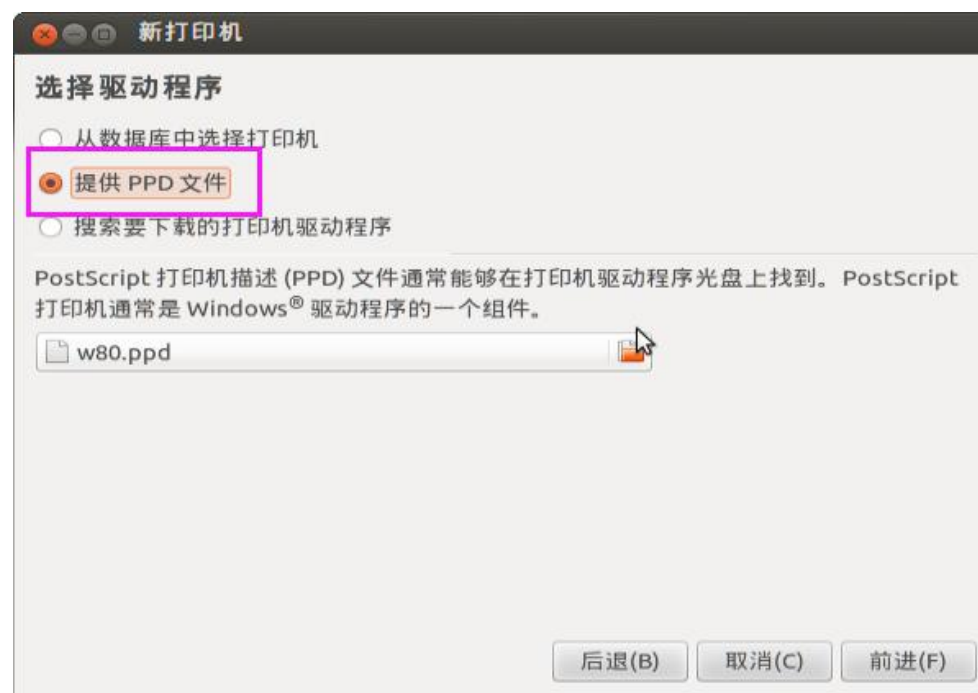 新打印机
选择驱动程序
从数据库中选择打印机
提供 PPD 文件
搜索要下载的打印机驱动程序
PostScript 打印机描述 (PPD) 文件通常能够在打印机驱动程序光盘上找到。PostScript
打印机通常是 Windows® 驱动程序的一个组件。
w80.ppd
后退(B) 取消(C) 前进(F)